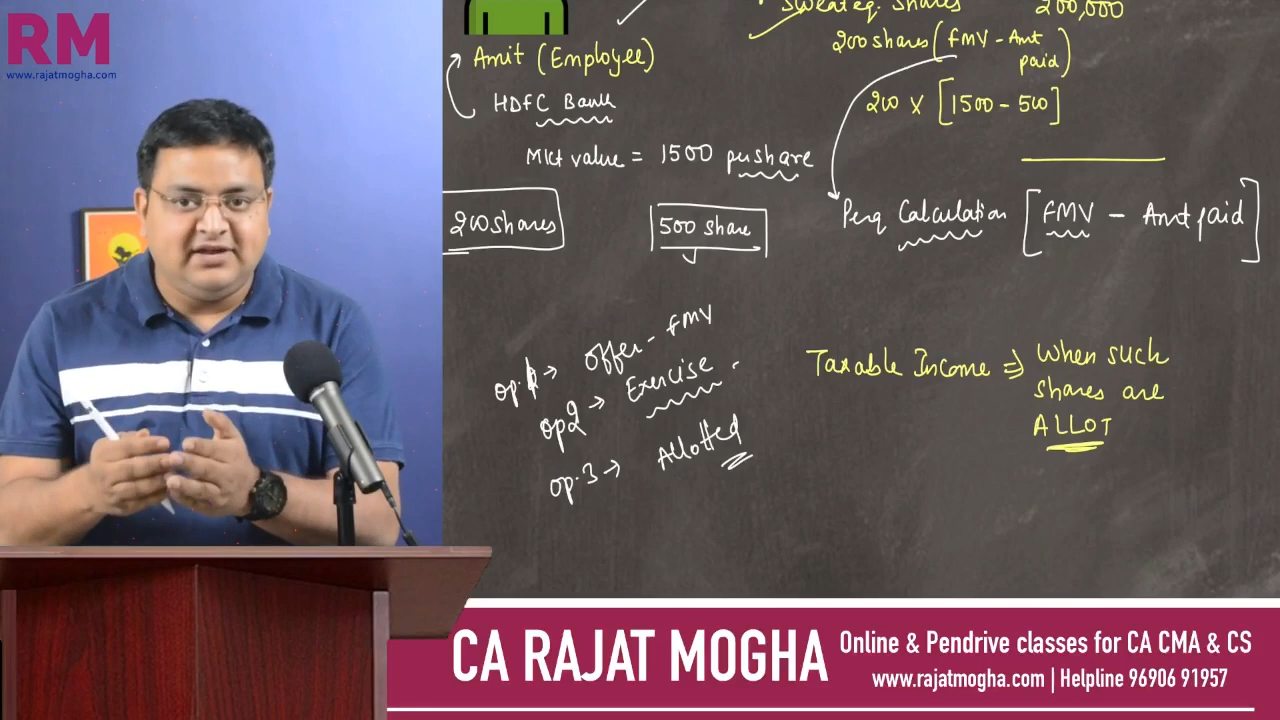 RM
www.rajatmogha.com
Amit (Employee)
HDFC Bank
Mkt value = 1500 per share
200 shares
500 share
op.1 → Offer - FMV
op2 → Exercise
op.3 → Allotted
Sweat eq. Shares 200,000
200 shares (FMV - Amt paid)
200 × [1500 - 500]
Perq Calculation [FMV - Amt paid]
Taxable Income ⇒ When such
shares are
ALLOT
CA RAJAT MOGHA
Online & Pendrive classes for CA CMA & CS
www.rajatmogha.com | Helpline 96906 91957